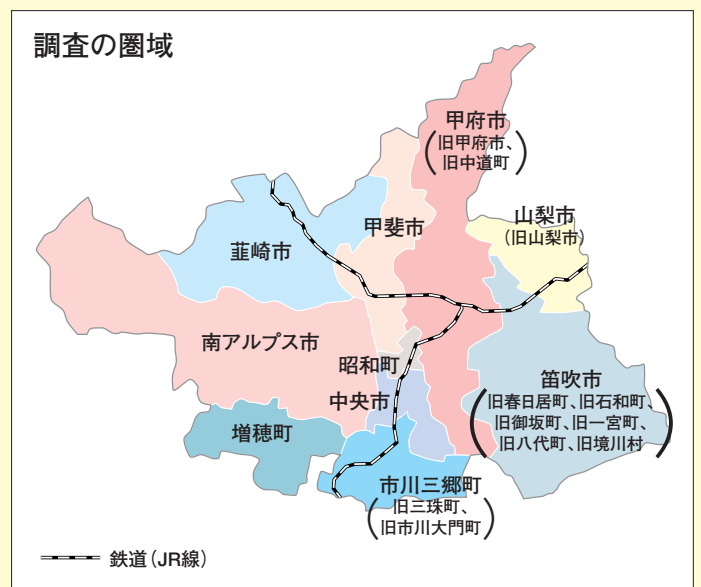 調査の圏域
甲府市
(旧甲府市、
旧中道町)
山梨市
(旧山梨市)
甲斐市
韮崎市
南アルプス市
昭和町
中央市
笛吹市
(旧春日居町、旧石和町、
旧御坂町、旧一宮町、
旧八代町、旧境川村)
増穂町
市川三郷町
(旧三珠町、
旧市川大門町)
鉄道(JR線)